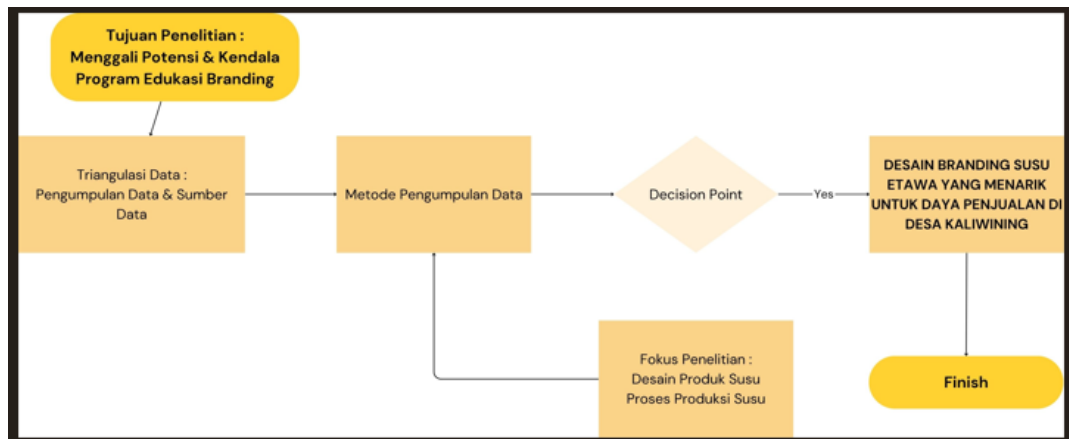 Tujuan Penitian :
Menggali Potensi & Kendala
Program Edukasi Branding
Triangulasi Data :
Pengumpulan Data & Sumber
Data
Metode Pengumpulan Data
Decision Point
Yes
DESAIN BRANDING SUSU
ETAWA YANG MENARIK
UNTUK DAYA PENJUALAN DI
DESA KALIWINING
Fokus Penelitian :
Desain Produk Susu
Proses Produksi Susu
Finish